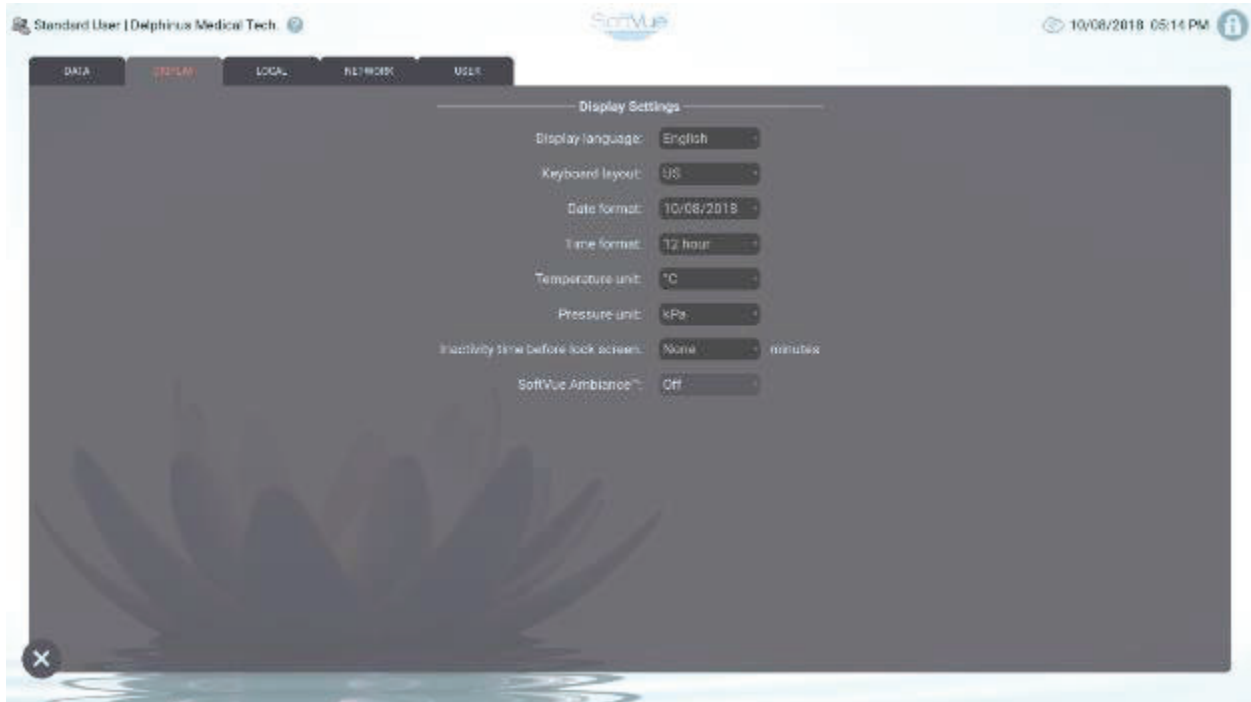 Standard User | Delphinus Medical Tech.
SoftVue
10/08/2018 05:14 PM
DATA DISPLAY LOCAL NETWORK USER
Display Settings
Display language: English
Keyboard layout: US
Date format: 10/08/2018
Time format: 12 hour
Temperature unit: °C
Pressure unit: kPa
Inactivity time before lock screen: None minutes
SoftVue Ambiance™: Off